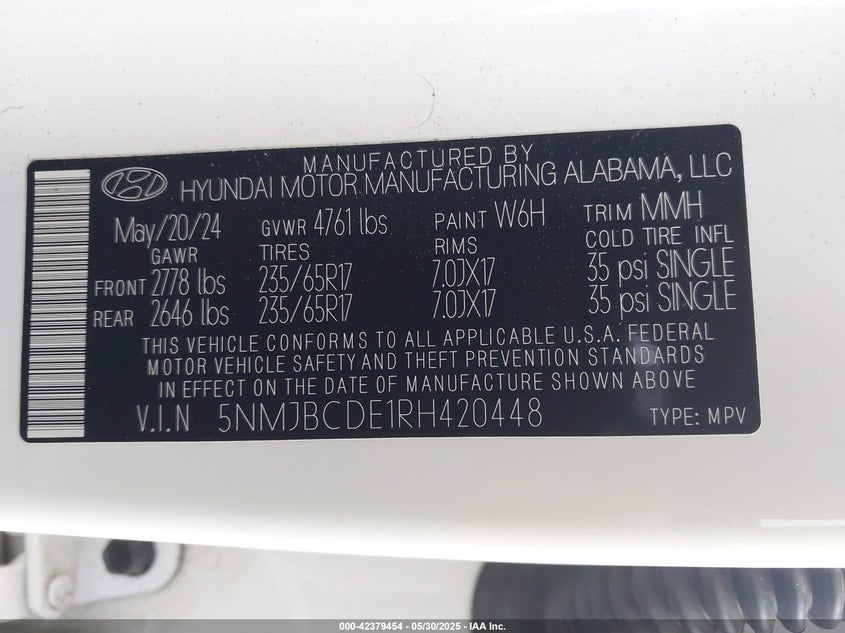 MANUFACTURED BY
HYUNDAI MOTOR MANUFACTURING ALABAMA, LLC
May/20/24 GVWR 4761 lbs PAINT W6H TRIM MMH
GAWR TIRES RIMS COLD TIRE INFL
FRONT 2778 lbs 235/65R17 7.0JX17 35 psi SINGLE
REAR 2646 lbs 235/65R17 7.0JX17 35 psi SINGLE
THIS VEHICLE CONFORMS TO ALL APPLICABLE U.S.A. FEDERAL
MOTOR VEHICLE SAFETY AND THEFT PREVENTION STANDARDS
IN EFFECT ON THE DATE OF MANUFACTURE SHOWN ABOVE
V.I.N 5NMJBCDE1RH420448 TYPE: MPV
000-42379454 - 05/30/2025 - IAA Inc.